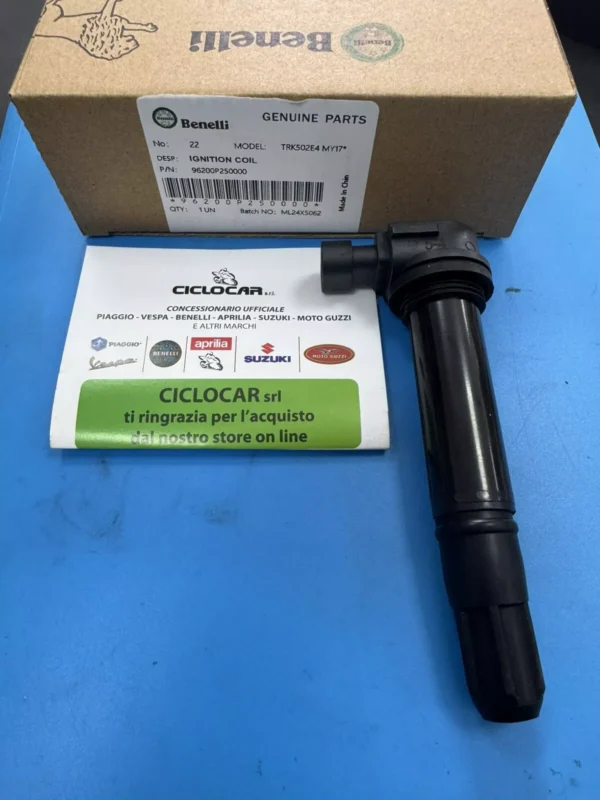 Benelli
Benelli
GENUINE PARTS
No: 22 MODEL: TRK502E4 MY17*
DESP: IGNITION COIL
P/N: 96200P250000
*96200P250000*
QTY: 1 UN Batch NO: ML24X5062
Made in Chin
CICLOCAR s.r.l.
CONCESSIONARIO UFFICIALE
PIAGGIO - VESPA - BENELLI - APRILIA - SUZUKI - MOTO GUZZI
E ALTRI MARCHI
PIAGGIO
Vespa
BENELLI
aprilia
SUZUKI
MOTO GUZZI
CICLOCAR srl
ti ringrazia per l'acquisto
dal nostro store on line